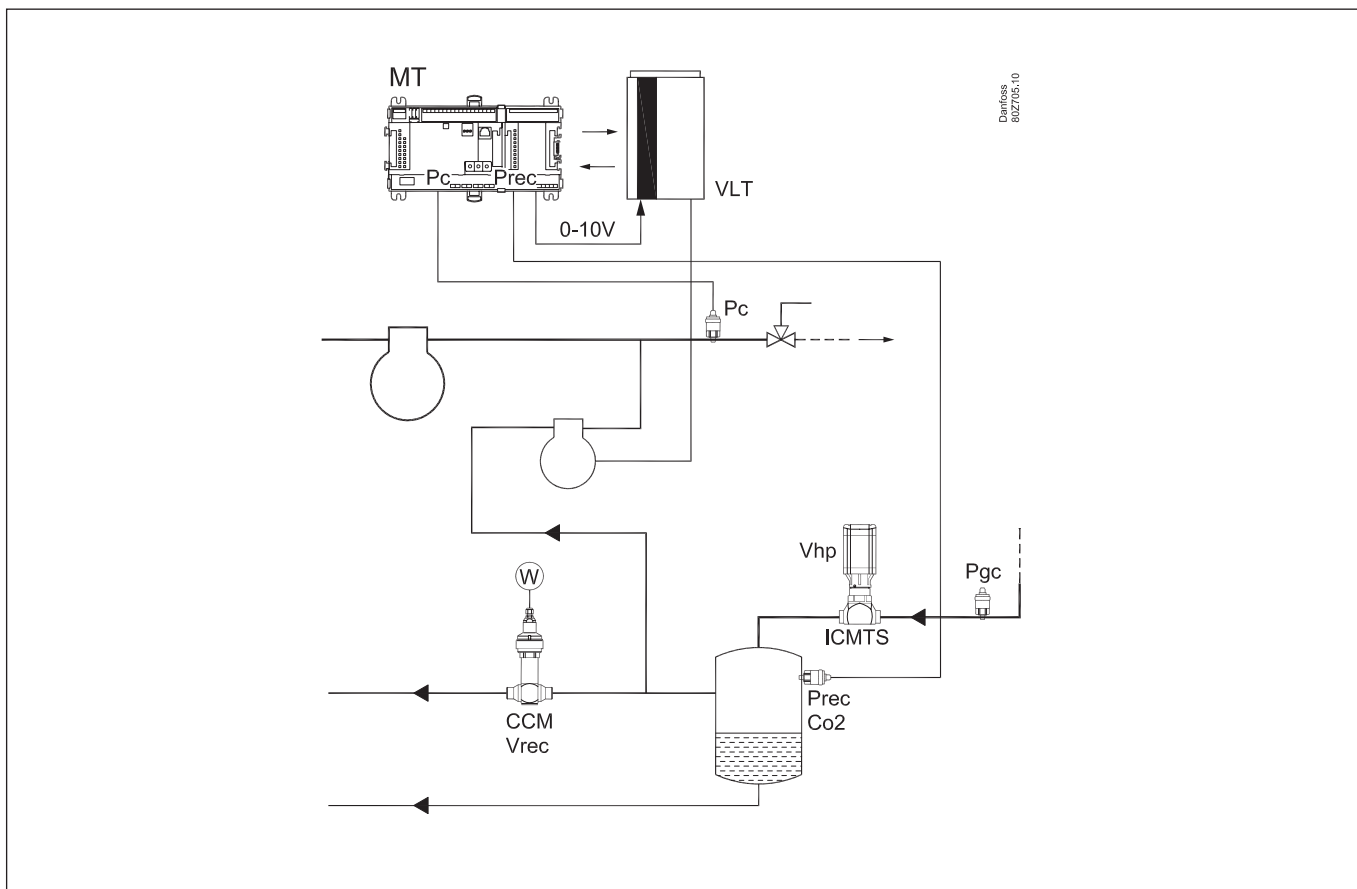 MT
Danfoss
80Z705.10
Pc
Prec
VLT
0-10V
Pc
Vhp
Pgc
W
ICMTS
Prec
Co2
CCM
Vrec